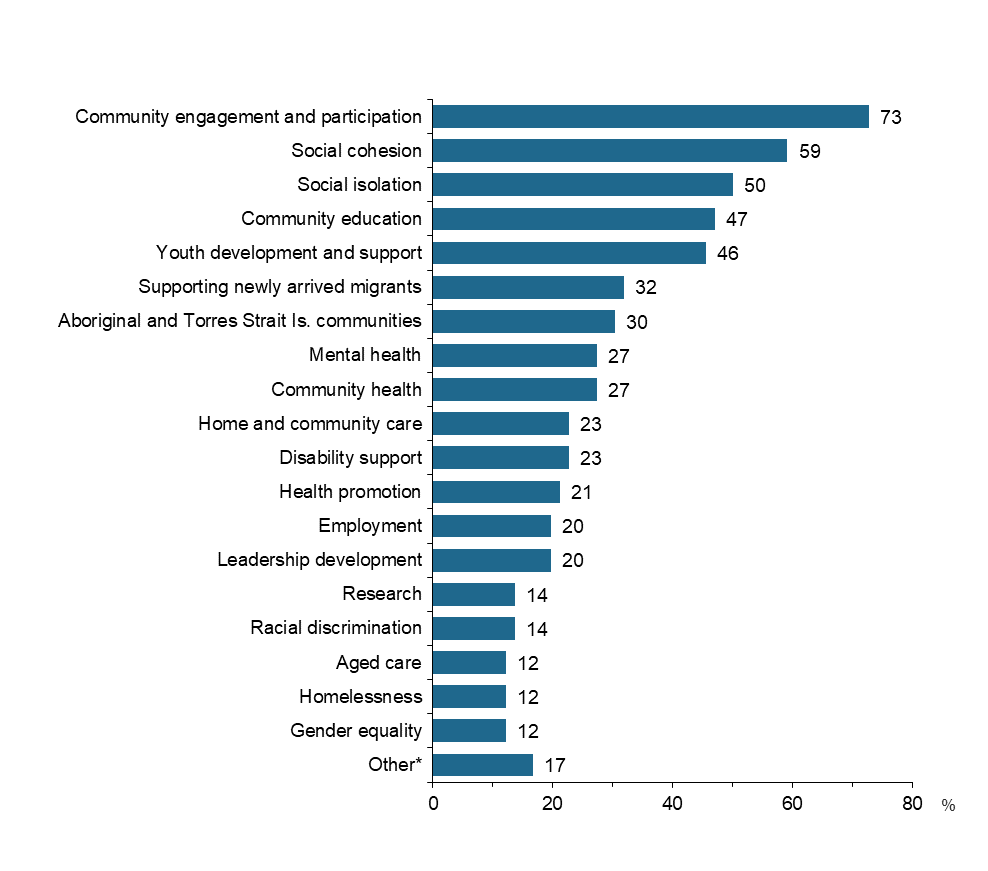 Community engagement and participation 73
Social cohesion 59
Social isolation 50
Community education 47
Youth development and support 46
Supporting newly arrived migrants 32
Aboriginal and Torres Strait Is. communities 30
Mental health 27
Community health 27
Home and community care 23
Disability support 23
Health promotion 21
Employment 20
Leadership development 20
Research 14
Racial discrimination 14
Aged care 12
Homelessness 12
Gender equality 12
Other* 17
0 20 40 60 80 %